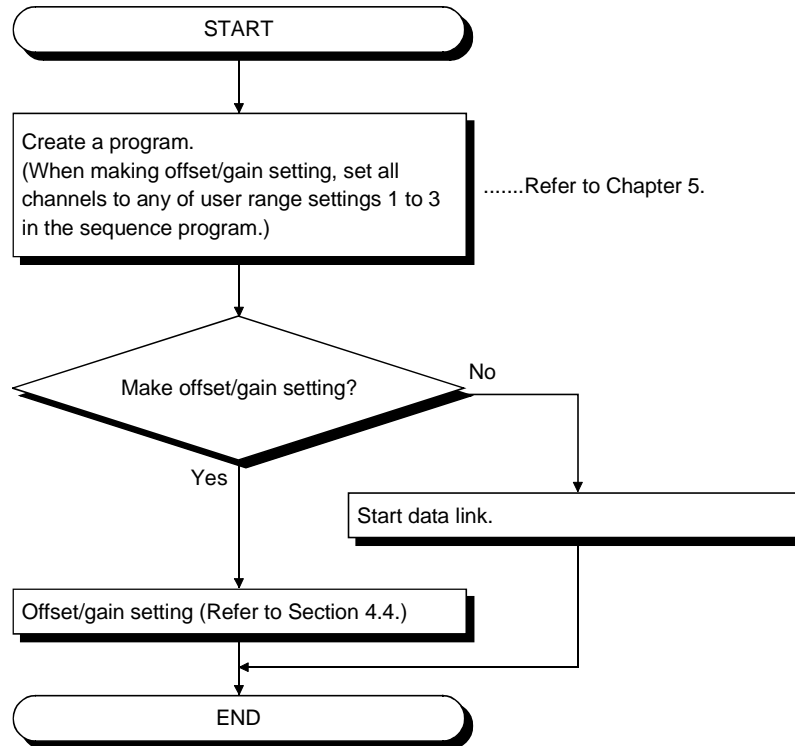 START
Create a program.
(When making offset/gain setting, set all
channels to any of user range settings 1 to 3
in the sequence program.)
.......Refer to Chapter 5.
Make offset/gain setting?
No
Yes
Start data link.
Offset/gain setting (Refer to Section 4.4.)
END